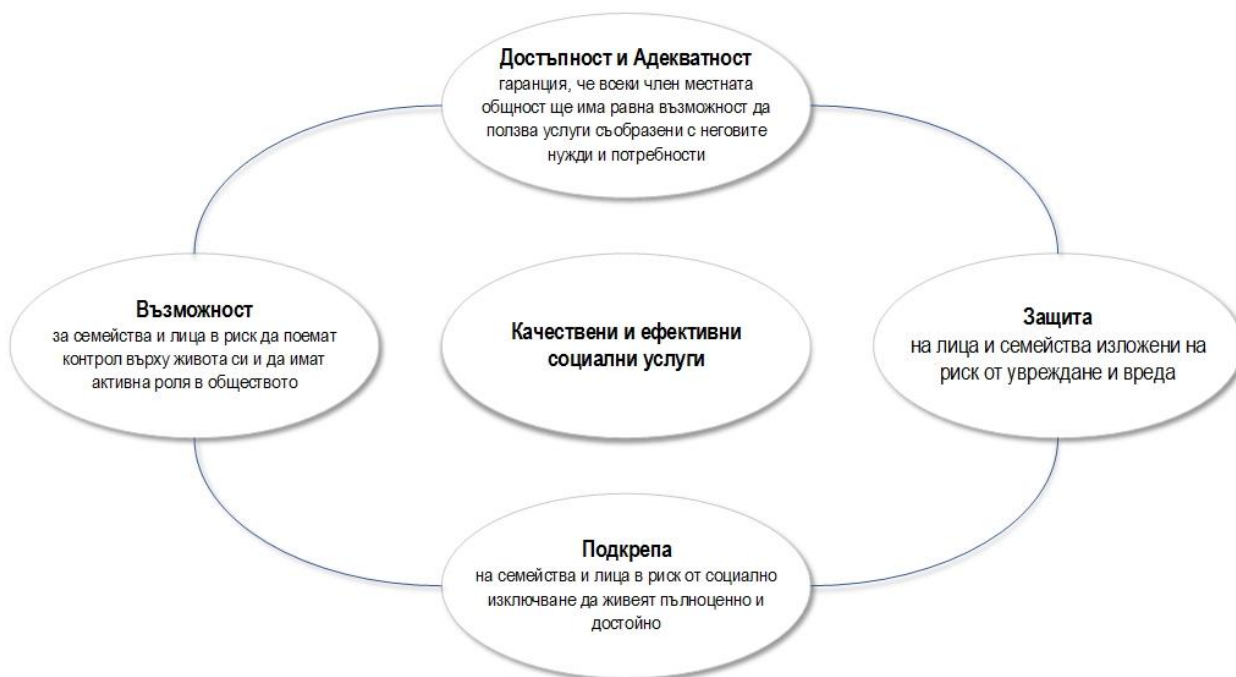 Достъпност и Адекватност
гаранция, че всеки член местната
общност ще има равна възможност да
ползва услуги съобразени с неговите
нужди и потребности
Възможност
за семейства и лица в риск да поемат
контрол върху живота си и да имат
активна роля в обществото
Качествени и ефективни
социални услуги
Защита
на лица и семейства изложени на
риск от увреждане и вреда
Подкрепа
на семейства и лица в риск от социално
изключване да живеят пълноценно и
достойно